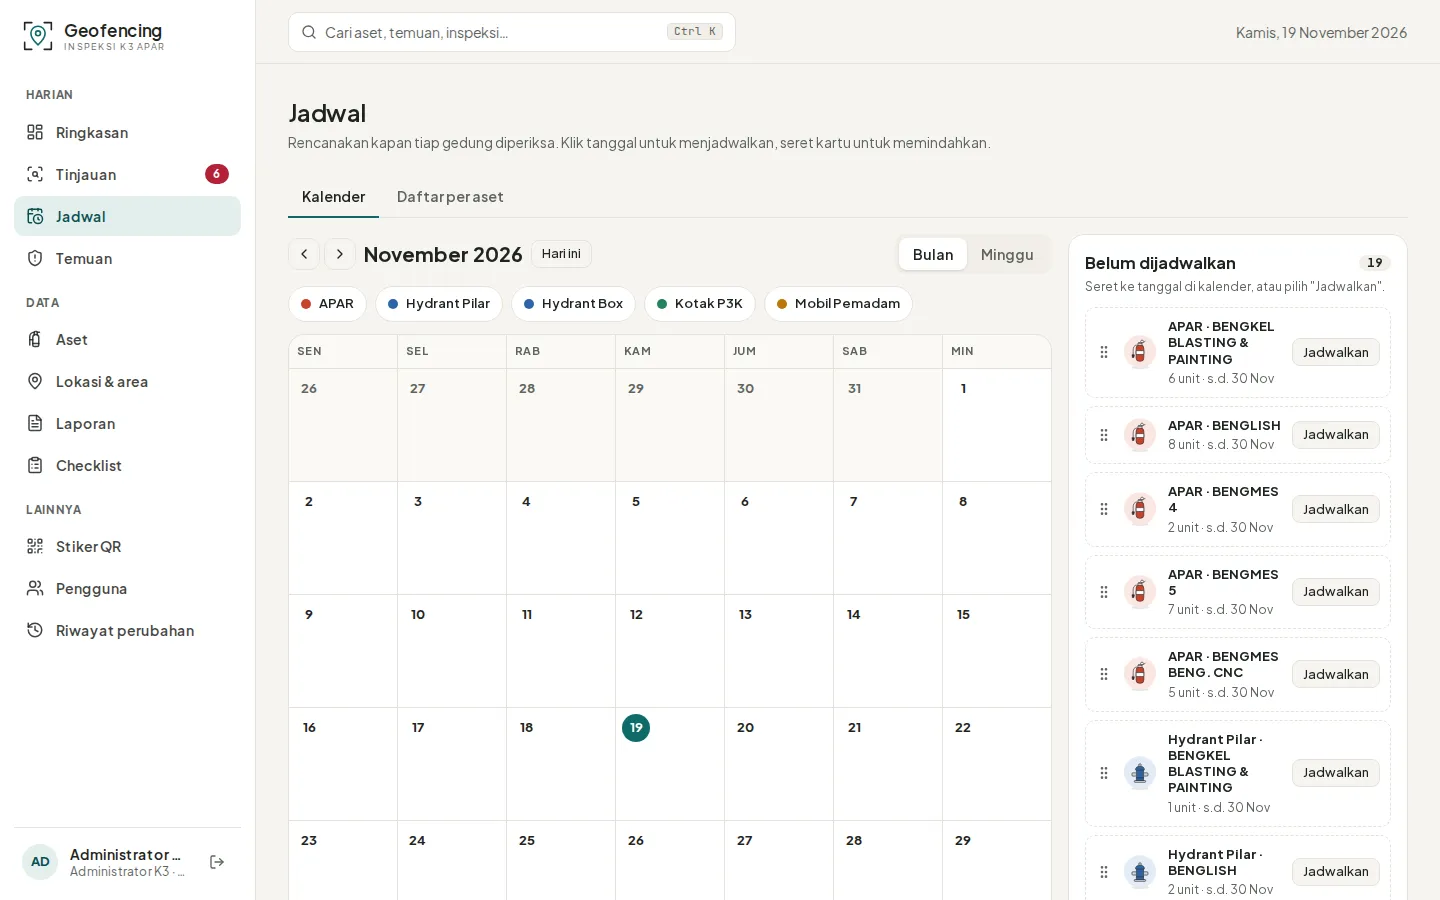 Geofencing
INSPEKSI K3 APAR
HARIAN
Ringkasan
Tinjauan
6
Jadwal
Temuan
DATA
Aset
Lokasi & area
Laporan
Checklist
LAINNYA
Stiker QR
Pengguna
Riwayat perubahan
AD
Administrator ...
Administrator K3 · ...
Cari aset, temuan, inspeksi...
Ctrl K
Kamis, 19 November 2026
Jadwal
Rencanakan kapan tiap gedung diperiksa. Klik tanggal untuk menjadwalkan, seret kartu untuk memindahkan.
Kalender
Daftar per aset
November 2026
Hari ini
Bulan
Minggu
APAR
Hydrant Pilar
Hydrant Box
Kotak P3K
Mobil Pemadam
SEN SEL RAB KAM JUM SAB MIN
26 27 28 29 30 31 1
2 3 4 5 6 7 8
9 10 11 12 13 14 15
16 17 18 19 20 21 22
23 24 25 26 27 28 29
Belum dijadwalkan
19
Seret ke tanggal di kalender, atau pilih "Jadwalkan".
APAR · BENGKEL
BLASTING &
PAINTING
6 unit · s.d. 30 Nov
Jadwalkan
APAR · BENGLISH
8 unit · s.d. 30 Nov
Jadwalkan
APAR · BENGMES
4
2 unit · s.d. 30 Nov
Jadwalkan
APAR · BENGMES
5
7 unit · s.d. 30 Nov
Jadwalkan
APAR · BENGMES
BENG. CNC
5 unit · s.d. 30 Nov
Jadwalkan
Hydrant Pilar ·
BENGKEL
BLASTING &
PAINTING
1 unit · s.d. 30 Nov
Jadwalkan
Hydrant Pilar ·
BENGLISH
2 unit · s.d. 30 Nov
Jadwalkan